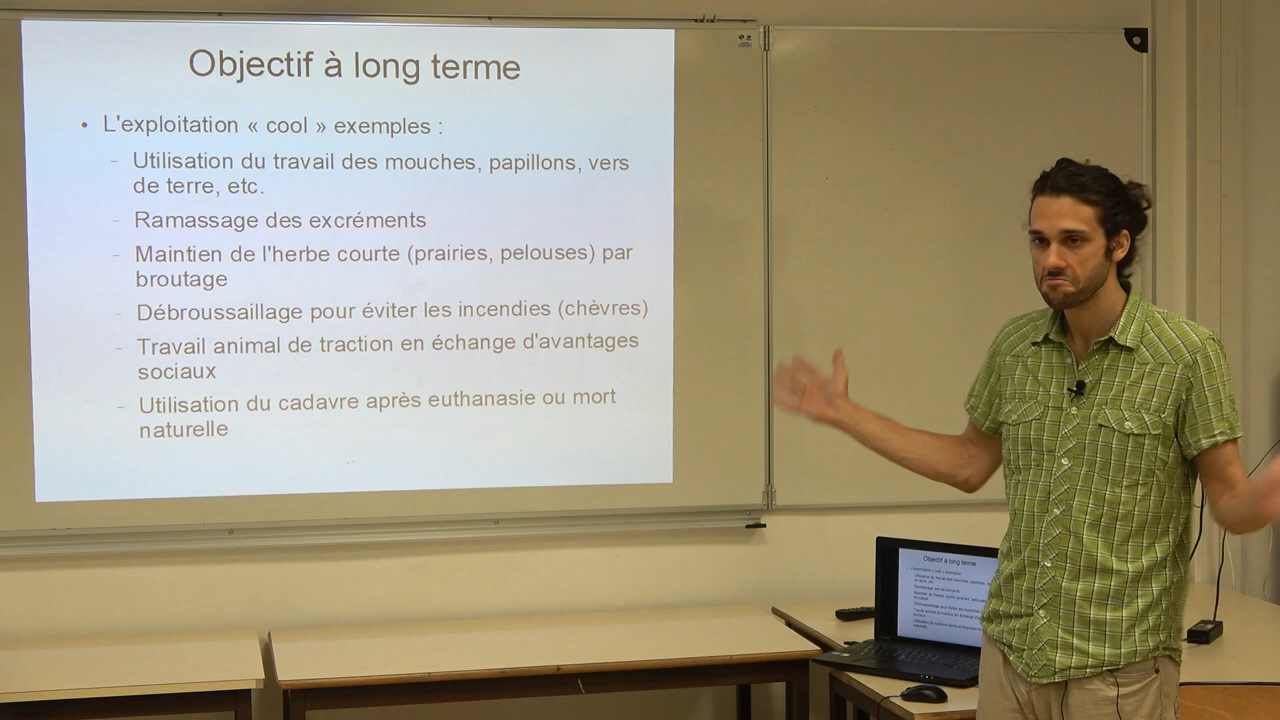 Objectif à long terme
• L'exploitation « cool » exemples :
– Utilisation du travail des mouches, papillons, vers
de terre, etc.
– Ramassage des excréments
– Maintien de l'herbe courte (prairies, pelouses) par
broutage
– Débroussaillage pour éviter les incendies (chèvres)
– Travail animal de traction en échange d'avantages
sociaux
– Utilisation du cadavre après euthanasie ou mort
naturelle
Objectif à long terme